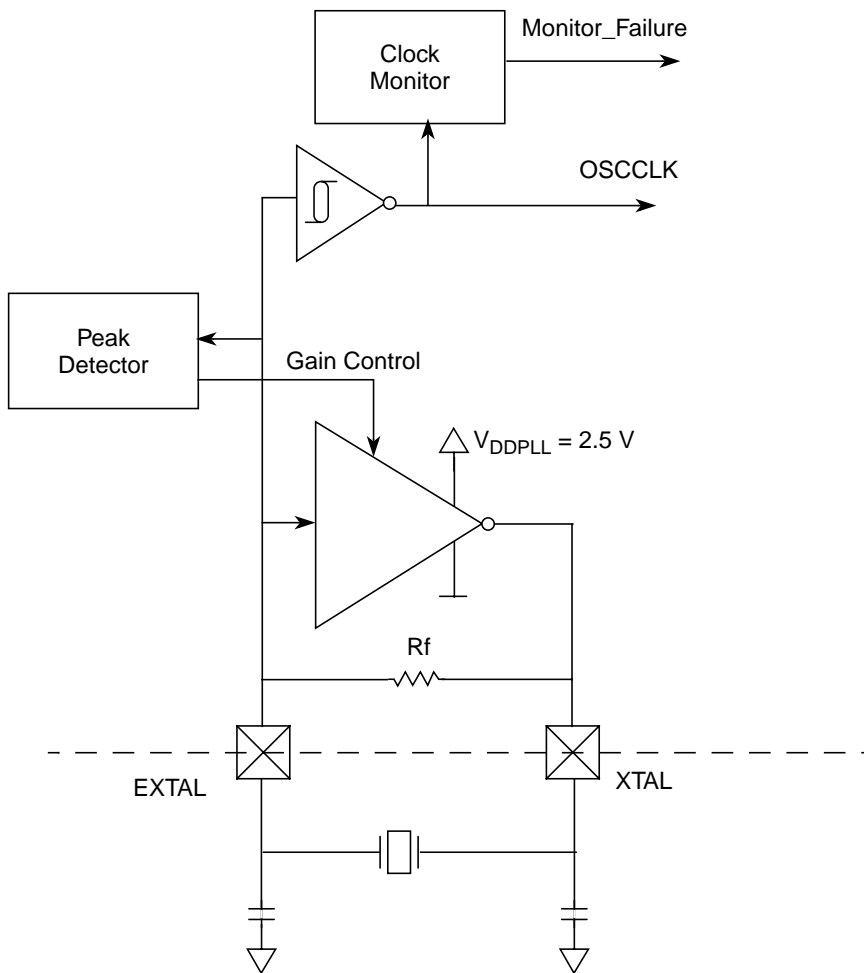 Monitor_Failure
Clock
Monitor
OSCCLK
Peak
Detector
Gain Control
VDDPLL = 2.5 V
Rf
EXTAL
XTAL